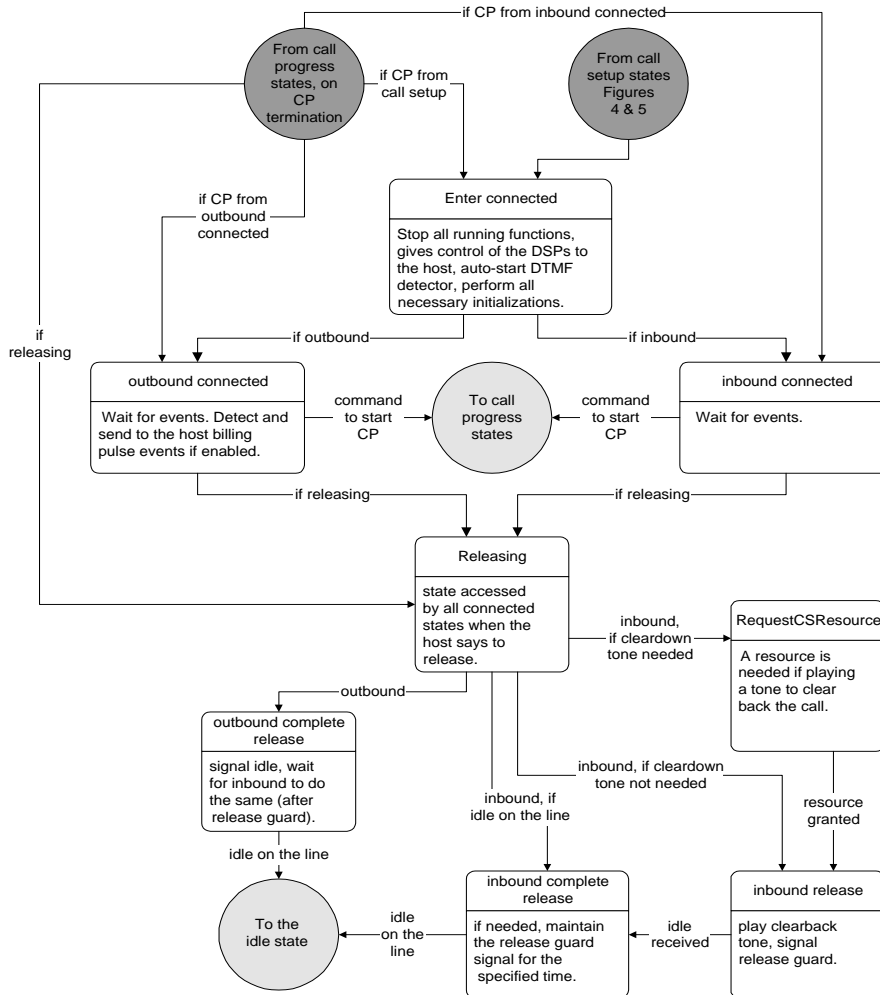 if CP from inbound connected
From call
progress
states, on
CP
termination
if CP from
call setup
From call
setup states
Figures
4 & 5
if CP from
outbound
connected
Enter connected
Stop all running functions,
gives control of the DSPs to
the host, auto-start DTMF
detector, perform all
necessary initializations.
if
releasing
if outbound
if inbound
outbound connected
Wait for events. Detect and
send to the host billing
pulse events if enabled.
command
to start
CP
To call
progress
states
command
to start
CP
inbound connected
Wait for events.
if releasing
if releasing
Releasing
state accessed
by all connected
states when the
host says to
release.
inbound,
if cleardown
tone needed
RequestCSResource
A resource is
needed if playing
a tone to clear
back the call.
outbound
outbound complete
release
signal idle, wait
for inbound to do
the same (after
release guard).
inbound, if
idle on the line
inbound, if cleardown
tone not needed
resource
granted
idle on the line
To the
idle state
idle
on the
line
inbound complete
release
if needed, maintain
the release guard
signal for the
specified time.
idle
received
inbound release
play clearback
tone, signal
release guard.